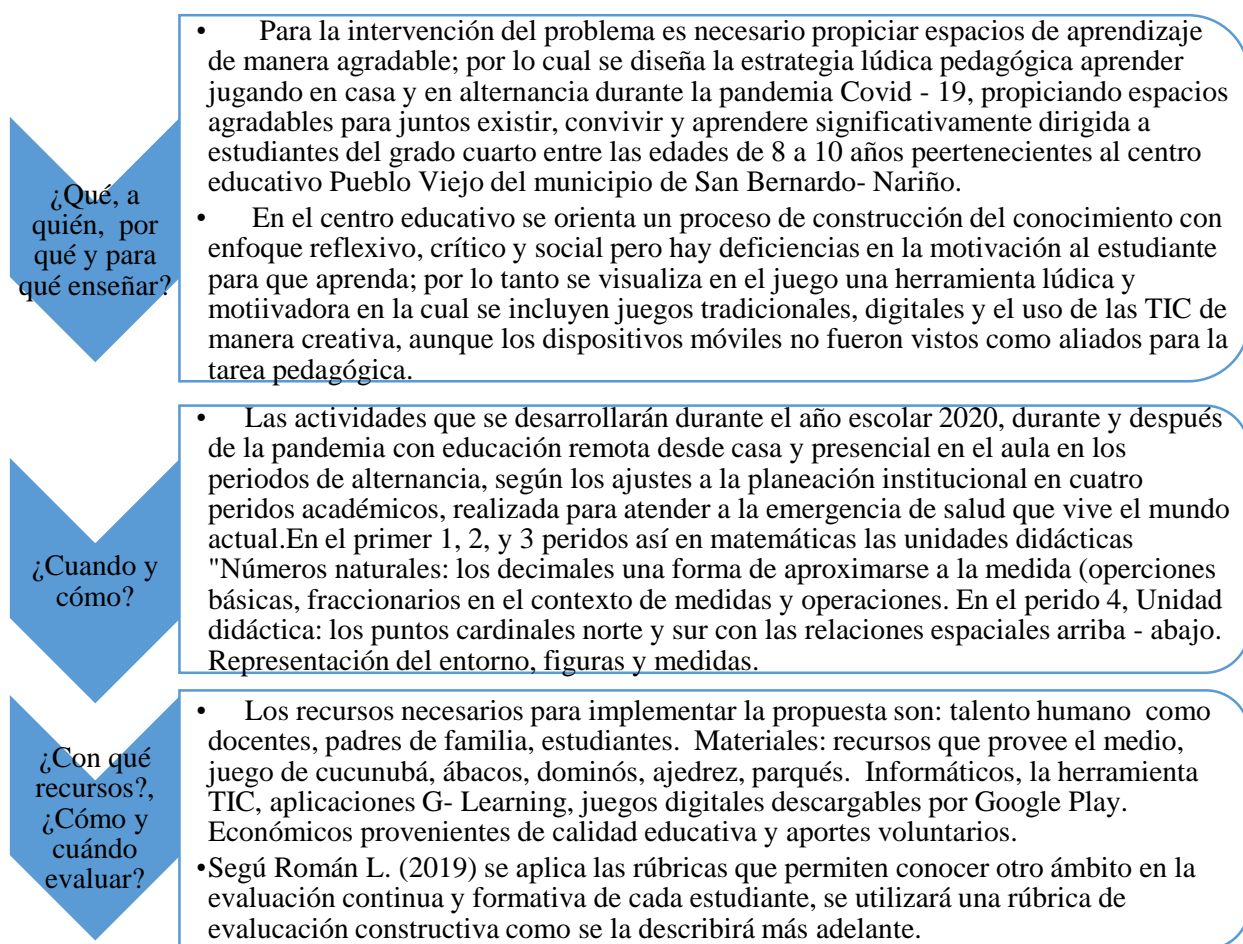 ¿Qué, a
quién, por
qué y para
qué enseñar?
• Para la intervención del problema es necesario propiciar espacios de aprendizaje
de manera agradable; por lo cual se diseña la estrategia lúdica pedagógica aprender
jugando en casa y en alternancia durante la pandemia Covid - 19, propiciando espacios
agradables para juntos existir, convivir y aprendere significativamente dirigida a
estudiantes del grado cuarto entre las edades de 8 a 10 años peertenecientes al centro
educativo Pueblo Viejo del municipio de San Bernardo- Nariño.
• En el centro educativo se orienta un proceso de construcción del conocimiento con
enfoque reflexivo, crítico y social pero hay deficiencias en la motivación al estudiante
para que aprenda; por lo tanto se visualiza en el juego una herramienta lúdica y
motiivadora en la cual se incluyen juegos tradicionales, digitales y el uso de las TIC de
manera creativa, aunque los dispositivos móviles no fueron vistos como aliados para la
tarea pedagógica.
¿Cuando y
cómo?
• Las actividades que se desarrollarán durante el año escolar 2020, durante y después
de la pandemia con educación remota desde casa y presencial en el aula en los
periodos de alternancia, según los ajustes a la planeación institucional en cuatro
peridos académicos, realizada para atender a la emergencia de salud que vive el mundo
actual.En el primer 1, 2, y 3 peridos así en matemáticas las unidades didácticas
"Números naturales: los decimales una forma de aproximarse a la medida (operciones
básicas, fraccionarios en el contexto de medidas y operaciones. En el perido 4, Unidad
didáctica: los puntos cardinales norte y sur con las relaciones espaciales arriba - abajo.
Representación del entorno, figuras y medidas.
¿Con qué
recursos?,
¿Cómo y
cuándo
evaluar?
• Los recursos necesarios para implementar la propuesta son: talento humano como
docentes, padres de familia, estudiantes. Materiales: recursos que provee el medio,
juego de cucunubá, ábacos, dominós, ajedrez, parqués. Informáticos, la herramienta
TIC, aplicaciones G- Learning, juegos digitales descargables por Google Play.
Económicos provenientes de calidad educativa y aportes voluntarios.
•Segú Román L. (2019) se aplica las rúbricas que permiten conocer otro ámbito en la
evaluación continua y formativa de cada estudiante, se utilizará una rúbrica de
evalucación constructiva como se la describirá más adelante.